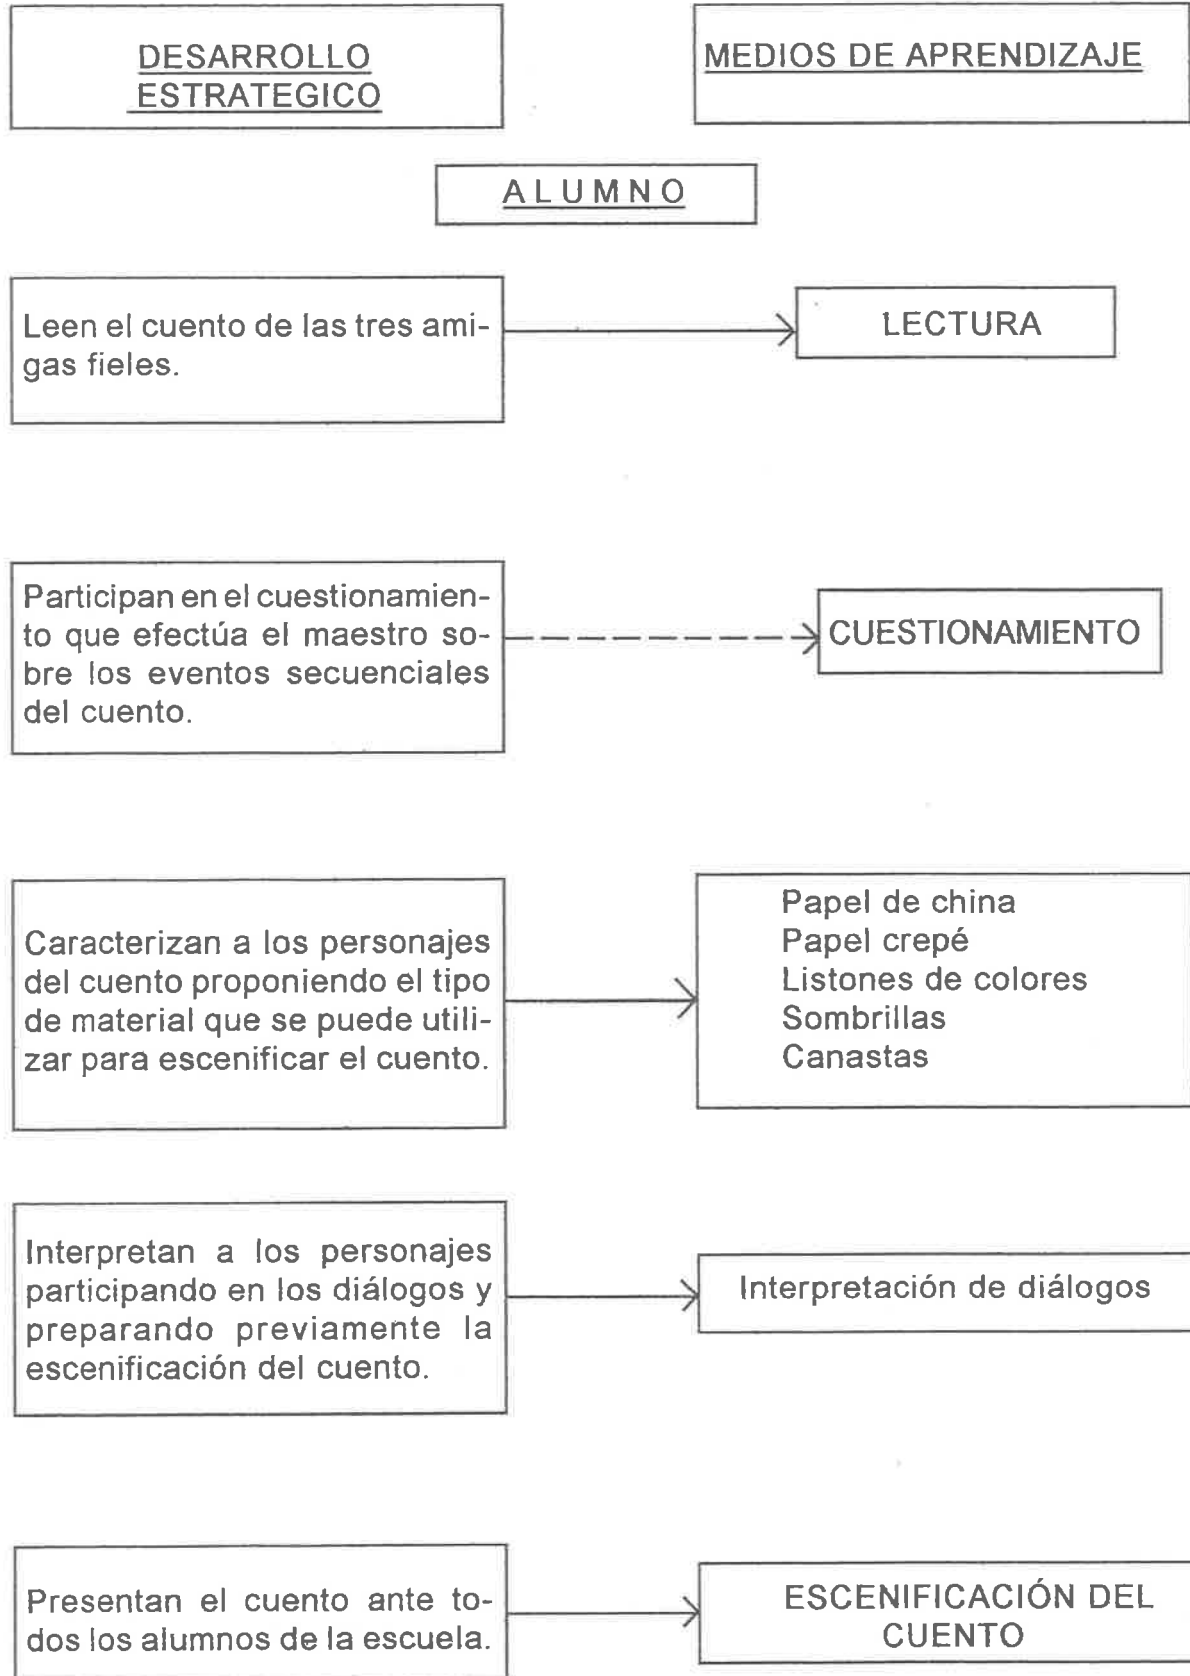 DESARROLLO
ESTRATEGICO
MEDIOS DE APRENDIZAJE
A L U M N O
Leen el cuento de las tres ami-
gas fieles.
LECTURA
Participan en el cuestionamien-
to que efectúa el maestro so-
bre los eventos secuenciales
del cuento.
CUESTIONAMIENTO
Caracterizan a los personajes
del cuento proponiendo el tipo
de material que se puede utili-
zar para escenificar el cuento.
Papel de china
Papel crepé
Listones de colores
Sombrillas
Canastas
Interpretan a los personajes
participando en los diálogos y
preparando previamente la
escenificación del cuento.
Interpretación de diálogos
Presentan el cuento ante to-
dos los alumnos de la escuela.
ESCENIFICACIÓN DEL
CUENTO